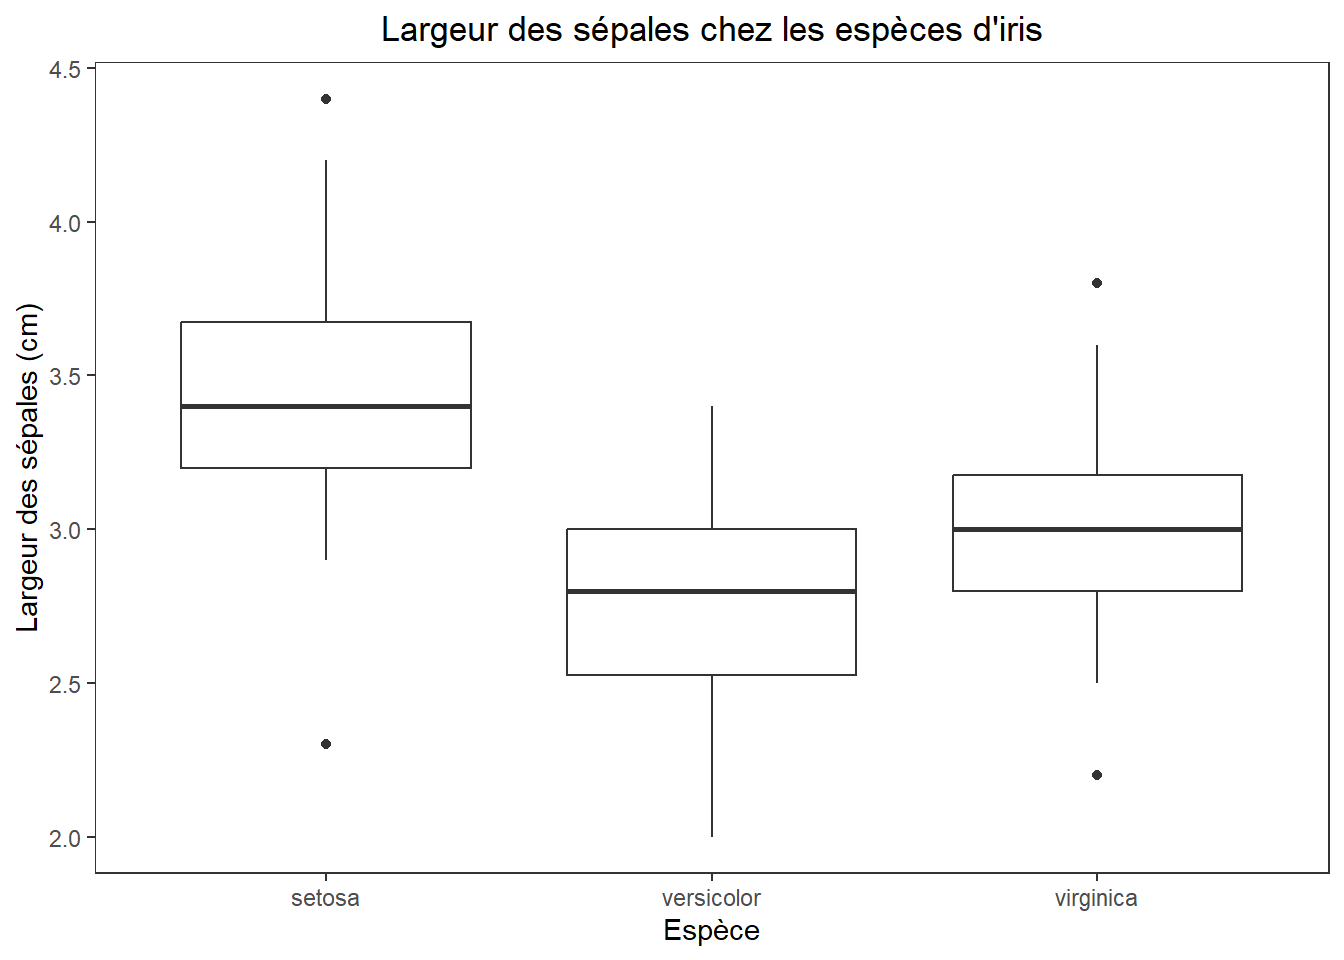 Largeur des sépales chez les espèces d'iris
4.5
4.0
3.5
3.0
2.5
2.0
Largeur des sépales (cm)
setosa versicolor virginica
Espèce